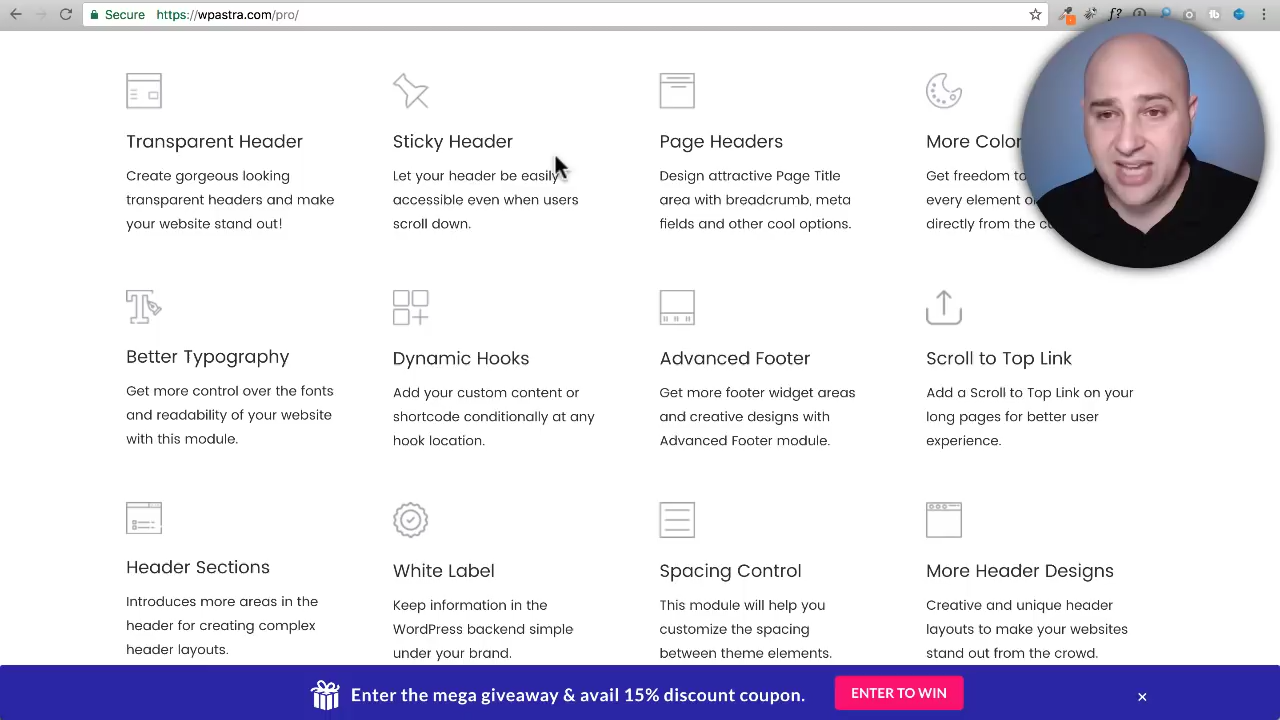 Secure https://wpastra.com/pro/
Transparent Header
Create gorgeous looking
transparent headers and make
your website stand out!
Sticky Header
Let your header be easily
accessible even when users
scroll down.
Page Headers
Design attractive Page Title
area with breadcrumb, meta
fields and other cool options.
More
Get freedom to
every element
directly from the
Better Typography
Get more control over the fonts
and readability of your website
with this module.
Dynamic Hooks
Add your custom content or
shortcode conditionally at any
hook location.
Advanced Footer
Get more footer widget areas
and creative designs with
Advanced Footer module.
Scroll to Top Link
Add a Scroll to Top Link on your
long pages for better user
experience.
Header Sections
Introduces more areas in the
header for creating complex
header layouts.
White Label
Keep information in the
WordPress backend simple
under your brand.
Spacing Control
This module will help you
customize the spacing
between theme elements.
More Header Designs
Creative and unique header
layouts to make your websites
stand out from the crowd.
Enter the mega giveaway & avail 15% discount coupon.
ENTER TO WIN